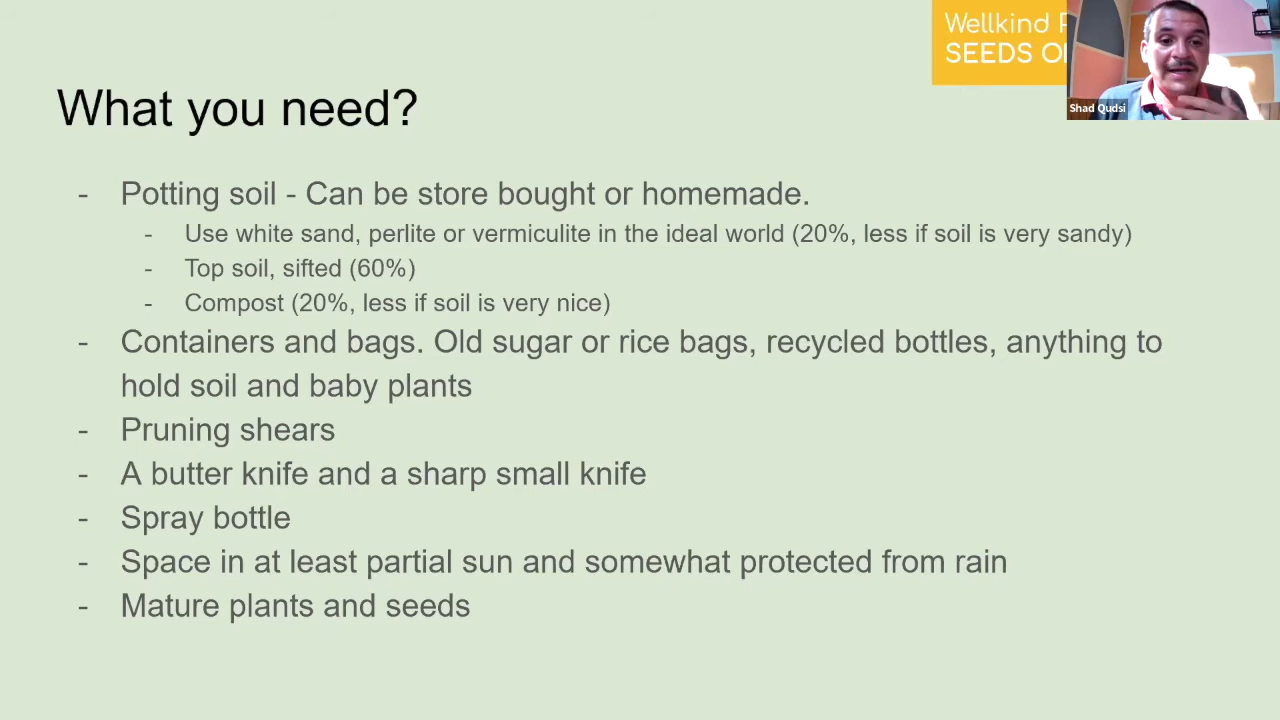 Wellkind
SEEDS
Shad Qudsi
What you need?
- Potting soil - Can be store bought or homemade.
- Use white sand, perlite or vermiculite in the ideal world (20%, less if soil is very sandy)
- Top soil, sifted (60%)
- Compost (20%, less if soil is very nice)
- Containers and bags. Old sugar or rice bags, recycled bottles, anything to
hold soil and baby plants
- Pruning shears
- A butter knife and a sharp small knife
- Spray bottle
- Space in at least partial sun and somewhat protected from rain
- Mature plants and seeds